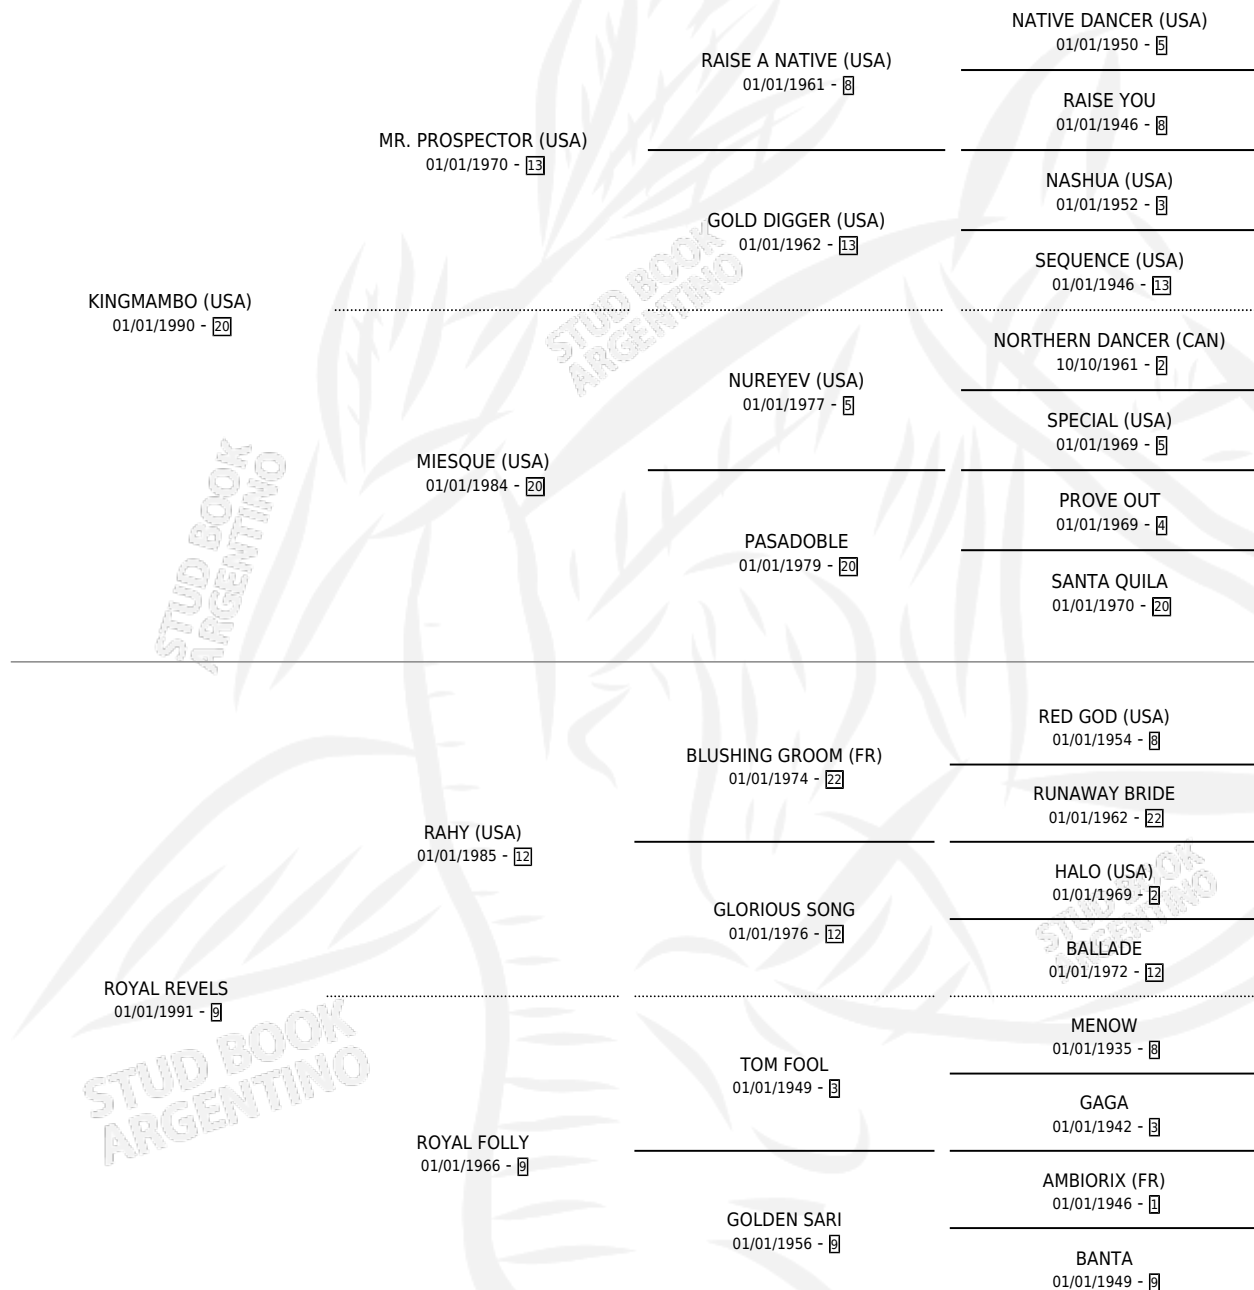 NATIVE DANCER (USA)
01/01/1950 - 5
RAISE A NATIVE (USA)
01/01/1961 - 8
RAISE YOU
01/01/1946 - 8
MR. PROSPECTOR (USA)
01/01/1970 - 13
NASHUA (USA)
01/01/1952 - 3
GOLD DIGGER (USA)
01/01/1962 - 13
SEQUENCE (USA)
01/01/1946 - 13
KINGMAMBO (USA)
01/01/1990 - 20
STUD BOOK
ARGENTINO
NORTHERN DANCER (CAN)
10/10/1961 - 2
NUREYEV (USA)
01/01/1977 - 5
SPECIAL (USA)
01/01/1969 - 5
MIESQUE (USA)
01/01/1984 - 20
PROVE OUT
01/01/1969 - 4
PASADOBLE
01/01/1979 - 20
SANTA QUILA
01/01/1970 - 20
STUD BOOK
ARGENTINO
RED GOD (USA)
01/01/1954 - 8
BLUSHING GROOM (FR)
01/01/1974 - 22
RUNAWAY BRIDE
01/01/1962 - 22
RAHY (USA)
01/01/1985 - 12
HALO (USA)
01/01/1969 - 2
GLORIOUS SONG
01/01/1976 - 12
STUD BOOK
ARGENTINO
BALLADE
01/01/1972 - 12
ROYAL REVELS
01/01/1991 - 9
STUD BOOK
ARGENTINO
MENOW
01/01/1935 - 8
TOM FOOL
01/01/1949 - 3
GAGA
01/01/1942 - 3
ROYAL FOLLY
01/01/1966 - 9
AMBIORIX (FR)
01/01/1946 - 1
GOLDEN SARI
01/01/1956 - 9
BANTA
01/01/1949 - 9